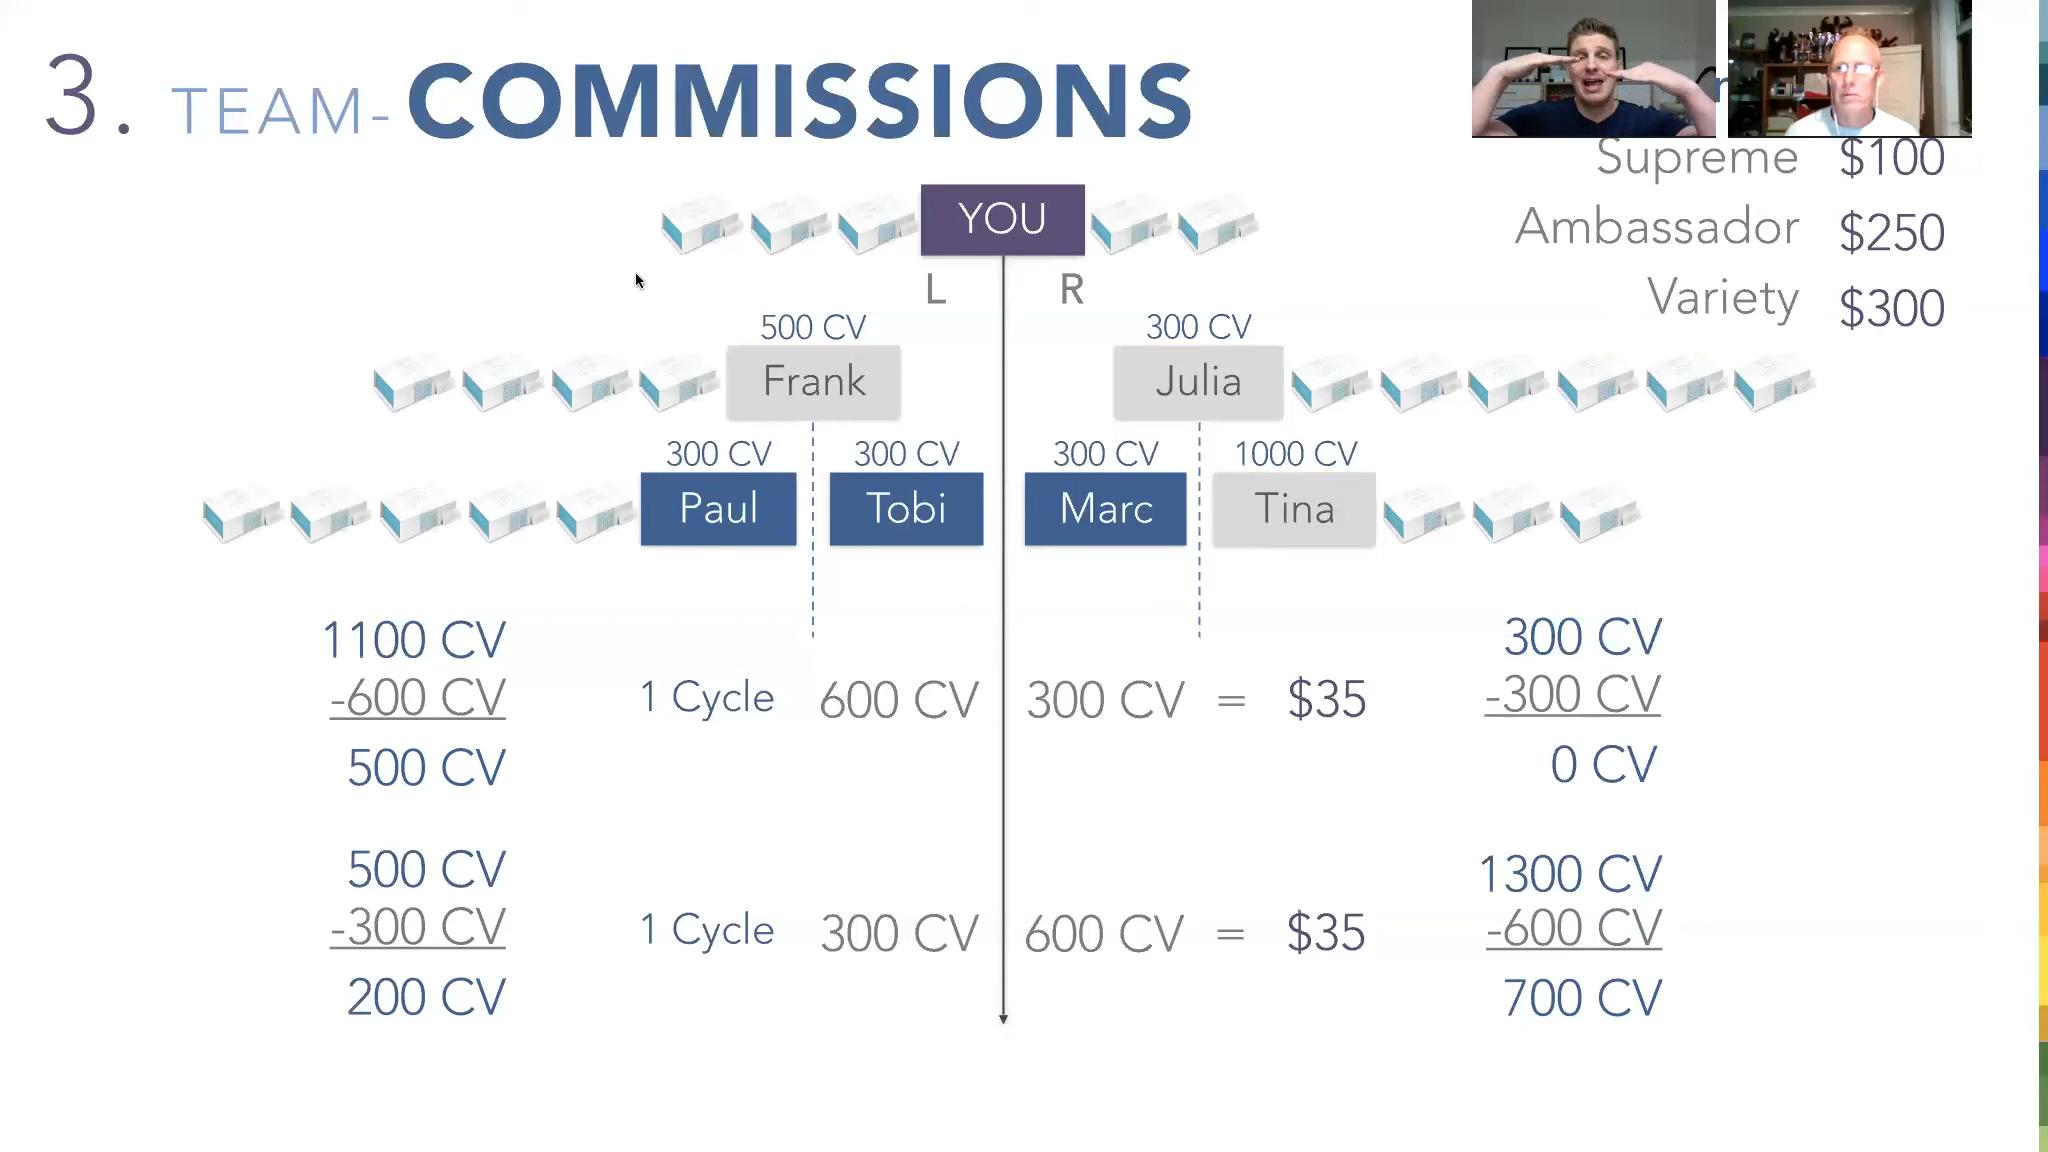 3. TEAM- COMMISSIONS
Supreme $100
Ambassador $250
Variety $300
YOU
L R
500 CV 300 CV
Frank Julia
300 CV 300 CV 300 CV 1000 CV
Paul Tobi Marc Tina
1100 CV 300 CV
-600 CV 1 Cycle 600 CV 300 CV = $35 -300 CV
500 CV 0 CV
500 CV 1300 CV
-300 CV 1 Cycle 300 CV 600 CV = $35 -600 CV
200 CV 700 CV